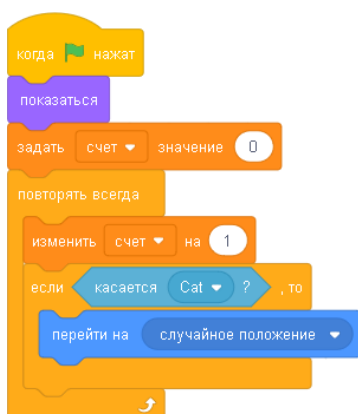 когда нажат
показаться
задать счет значение 0
повторять всегда
изменить счет на 1
если касается Cat ? , то
перейти на случайное положение